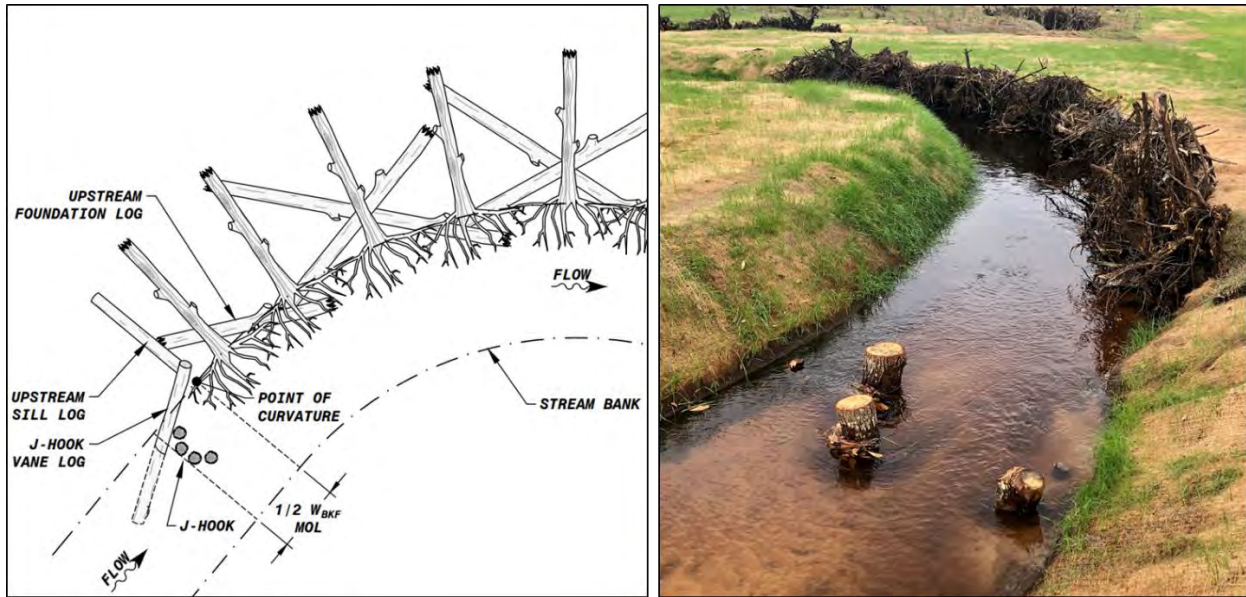 UPSTREAM
FOUNDATION LOG
FLOW
UPSTREAM
SILL LOG
POINT OF
CURVATURE
STREAM BANK
J-HOOK
VANE LOG
J-HOOK
1/2 WBKF
MOL
FLOW